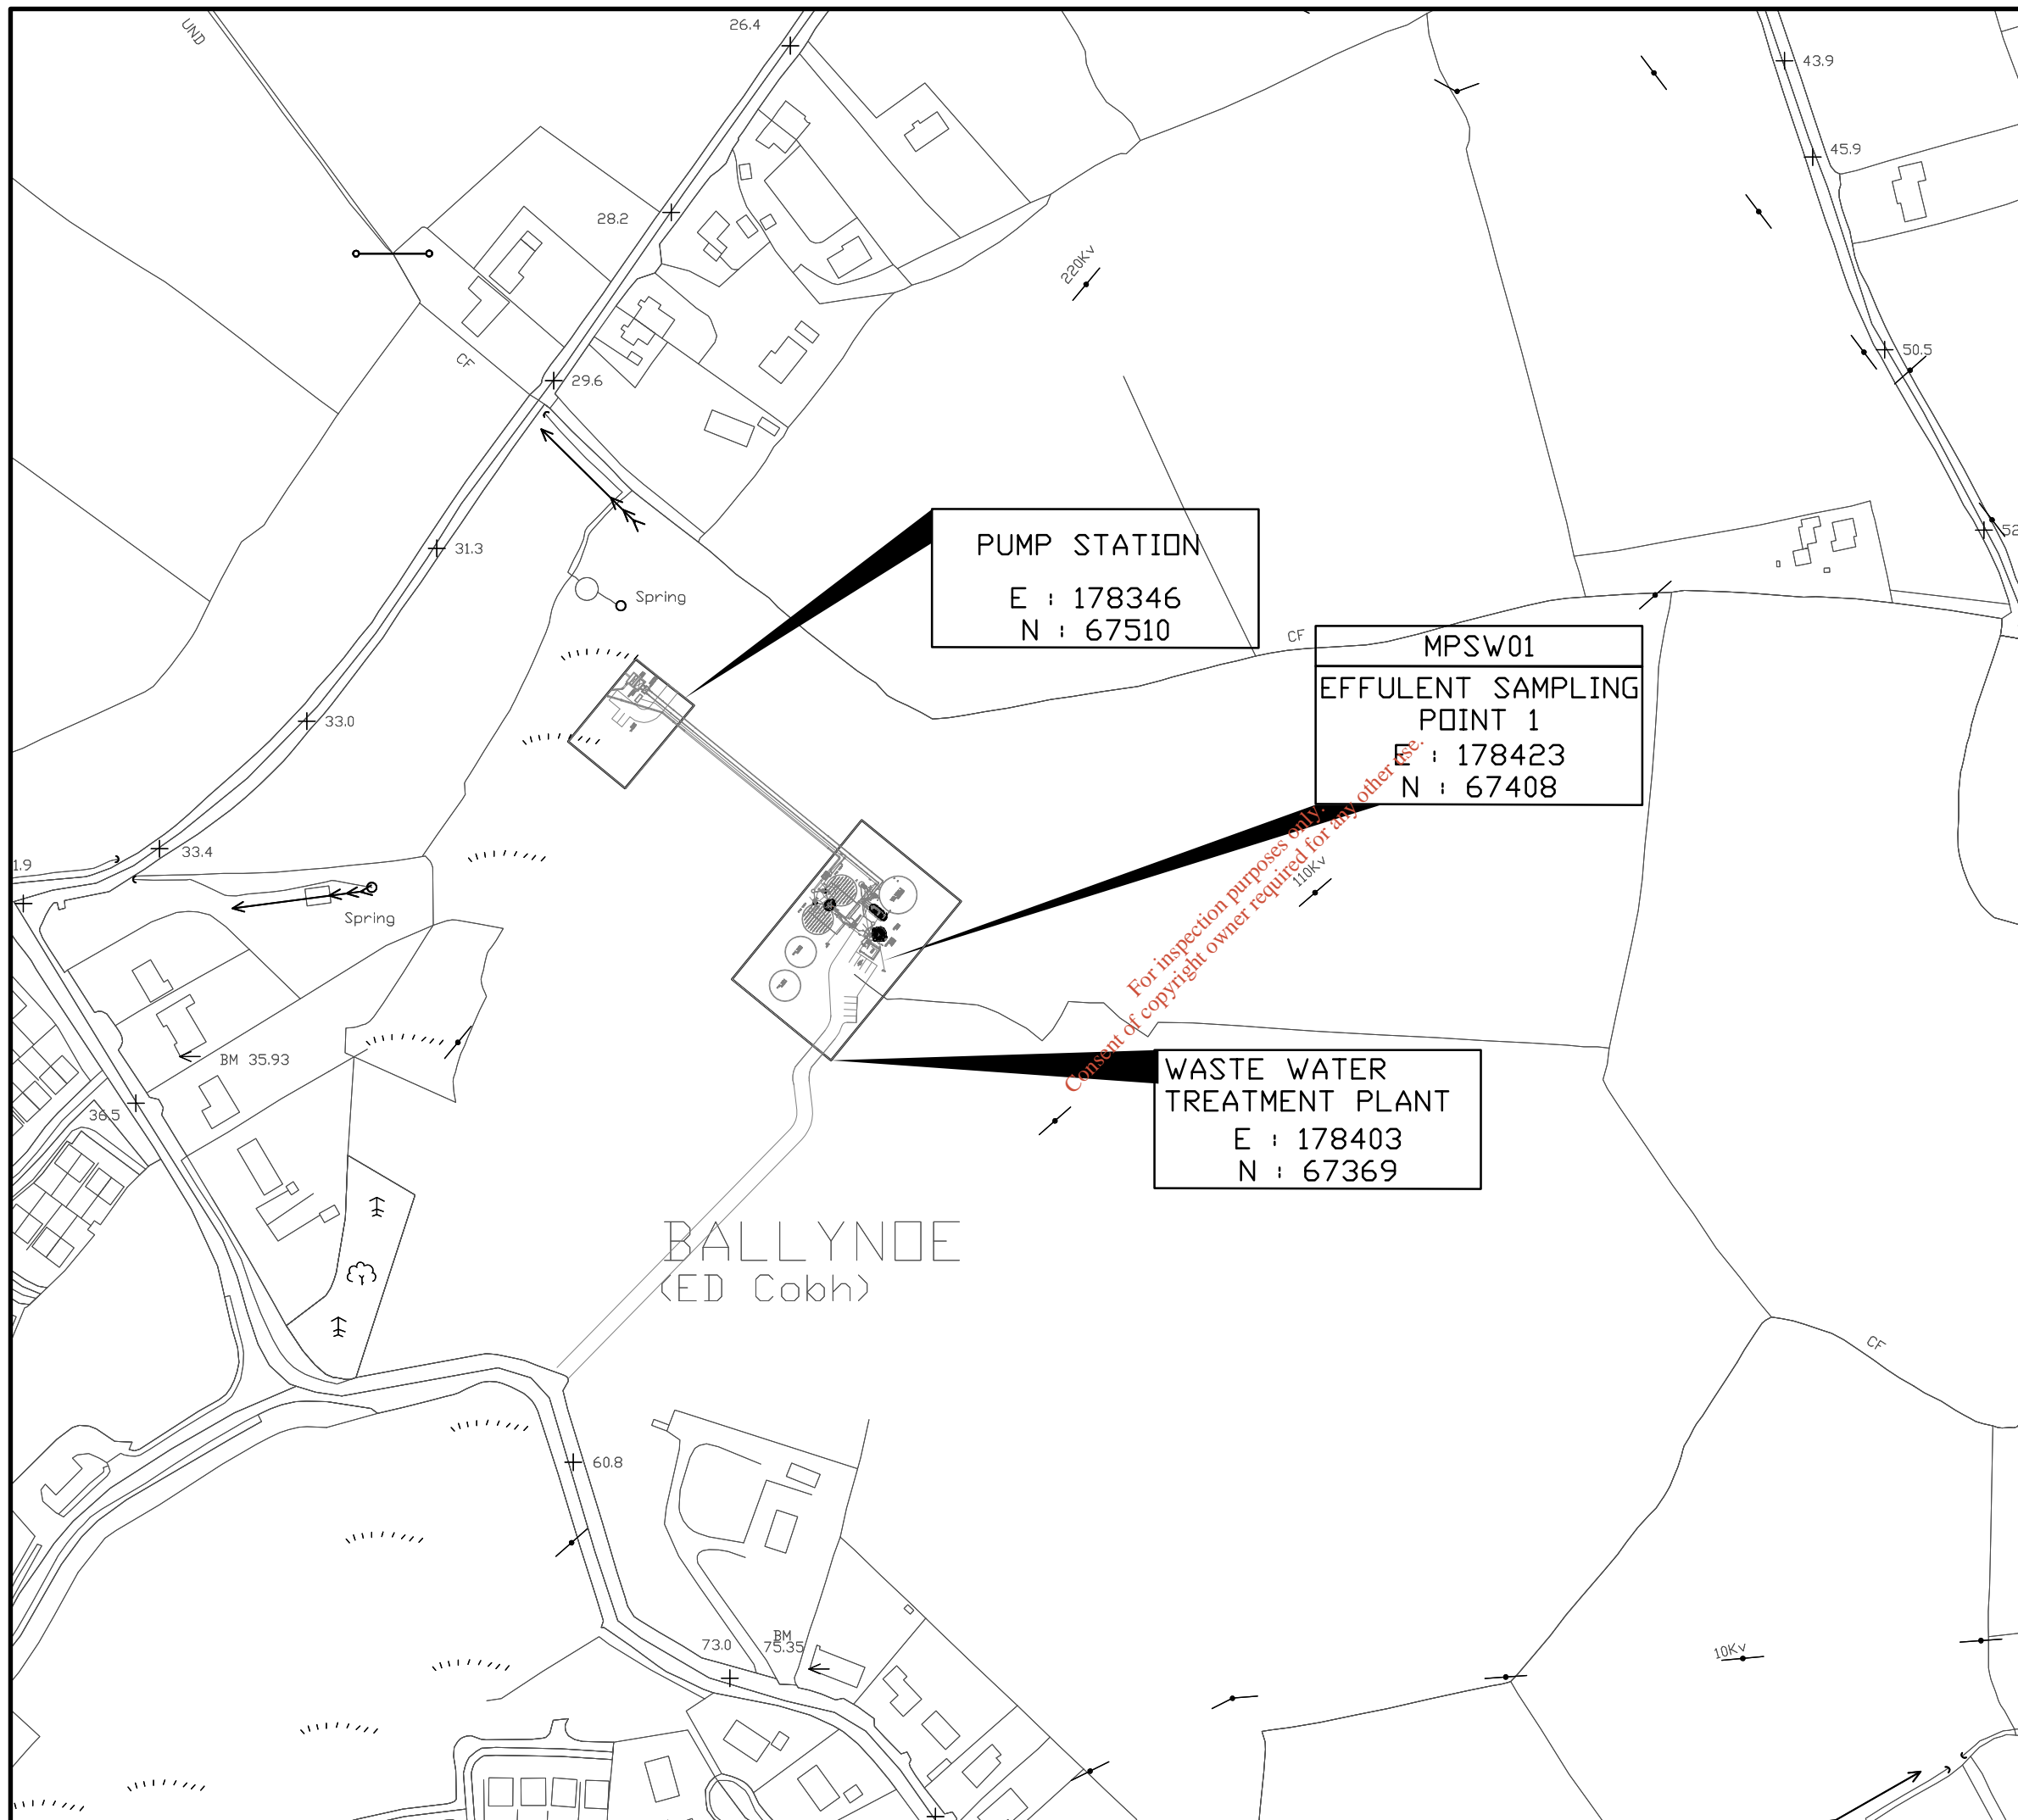 UND
26.4
43.9
45.9
28.2
220Kv
50.5
CF
29.6
52
31.3
PUMP STATION
E : 178346
N : 67510
Spring
CF
MPSW01
EFFULENT SAMPLING
POINT 1
E : 178423
N : 67408
33.0
33.4
1.9
110Kv
Spring
For inspection purposes only.
Consent of copyright owner required for any other use.
BM 35.93
36.5
WASTE WATER
TREATMENT PLANT
E : 178403
N : 67369
BALLYNOE
(ED Cobh)
CF
60.8
73.0
BM
75.35
10Kv